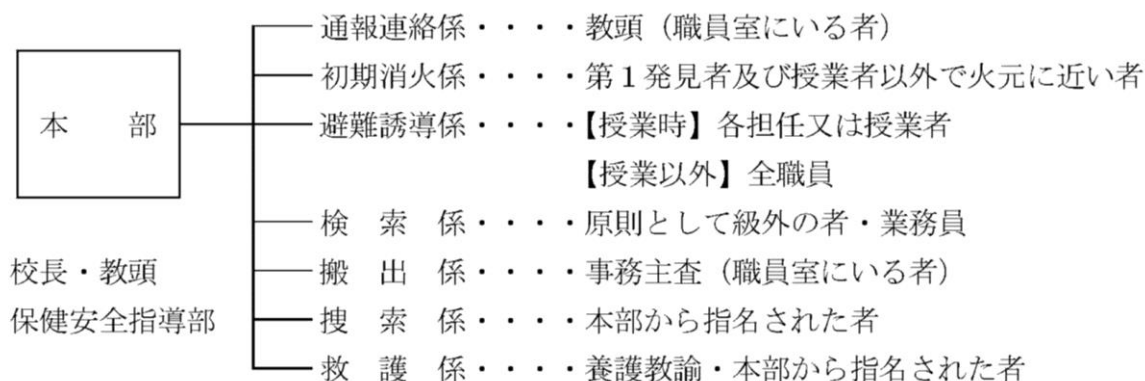 通報連絡係・・・・教頭（職員室にいる者）
初期消火係・・・・第１発見者及び授業者以外で火元に近い者
本　　部
避難誘導係・・・・【授業時】各担任又は授業者
【授業以外】全職員
検　索　係・・・・原則として級外の者・業務員
校長・教頭
搬　出　係・・・・事務主査（職員室にいる者）
保健安全指導部
捜　索　係・・・・本部から指名された者
救　護　係・・・・養護教諭・本部から指名された者